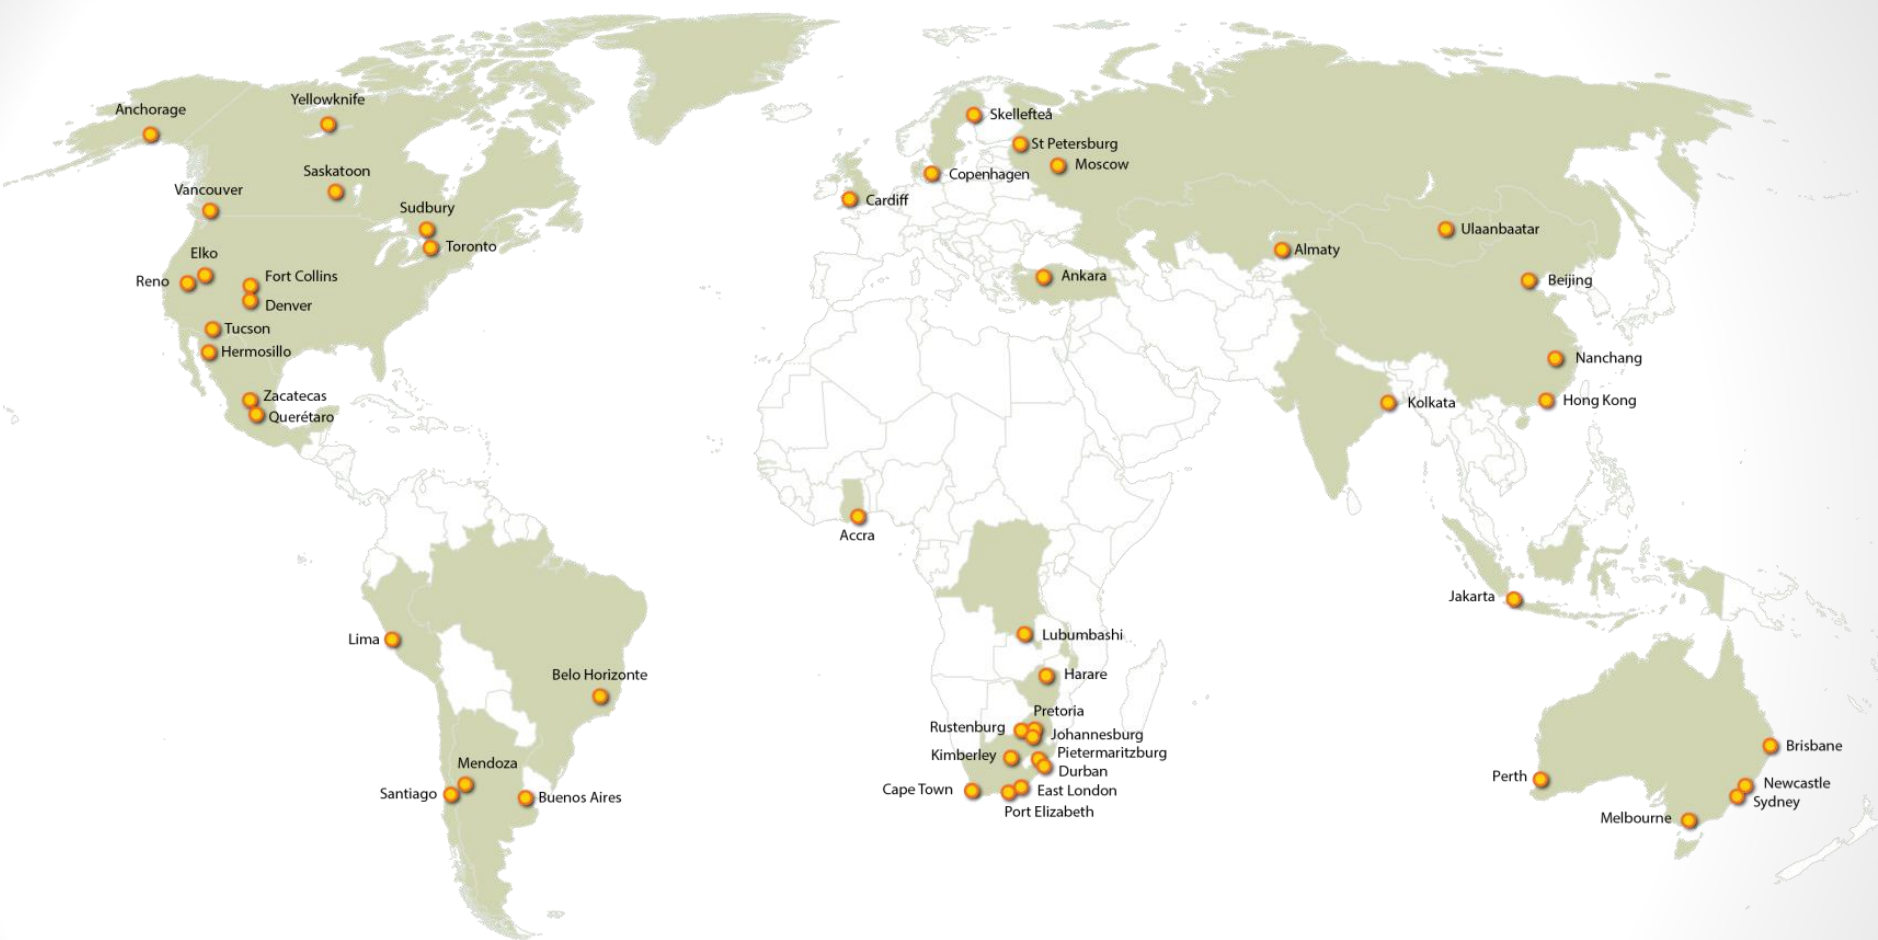 Anchorage
Yellowknife
Saskatoon
Vancouver
Sudbury
Toronto
Elko
Reno
Fort Collins
Denver
Tucson
Hermosillo
Zacatecas
Querétaro
Lima
Belo Horizonte
Mendoza
Santiago
Buenos Aires
Skellefteå
St Petersburg
Moscow
Copenhagen
Cardiff
Ankara
Accra
Lubumbashi
Harare
Pretoria
Rustenburg
Johannesburg
Kimberley
Pietermaritzburg
Durban
Cape Town
East London
Port Elizabeth
Almaty
Ulaanbaatar
Beijing
Nanchang
Hong Kong
Kolkata
Jakarta
Brisbane
Perth
Newcastle
Sydney
Melbourne